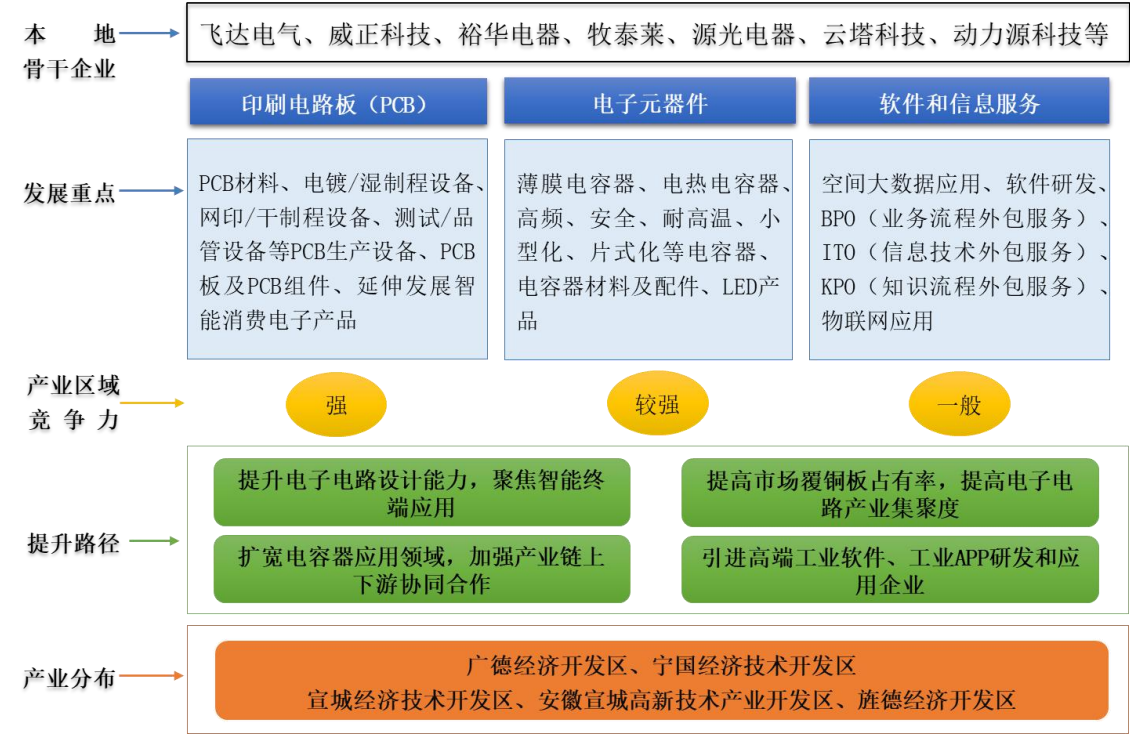 本 地
骨干企业
飞达电气、威正科技、裕华电器、牧泰莱、源光电器、云塔科技、动力源科技等
印刷电路板（PCB）
电子元器件
软件和信息服务
发展重点
PCB材料、电镀/湿制程设备、
网印/干制程设备、测试/品
管设备等PCB生产设备、PCB
板及PCB组件、延伸发展智
能消费电子产品
薄膜电容器、电热电容器、
高频、安全、耐高温、小
型化、片式化等电容器、
电容器材料及配件、LED产
品
空间大数据应用、软件研发、
BPO（业务流程外包服务）、
ITO（信息技术外包服务）、
KPO（知识流程外包服务）、
物联网应用
产业区域
竞 争 力
强
较强
一般
提升路径
提升电子电路设计能力，聚焦智能终
端应用
提高市场覆铜板占有率，提高电子电
路产业集聚度
扩宽电容器应用领域，加强产业链上
下游协同合作
引进高端工业软件、工业APP研发和应
用企业
产业分布
广德经济开发区、宁国经济技术开发区
宣城经济技术开发区、安徽宣城高新技术产业开发区、旌德经济开发区